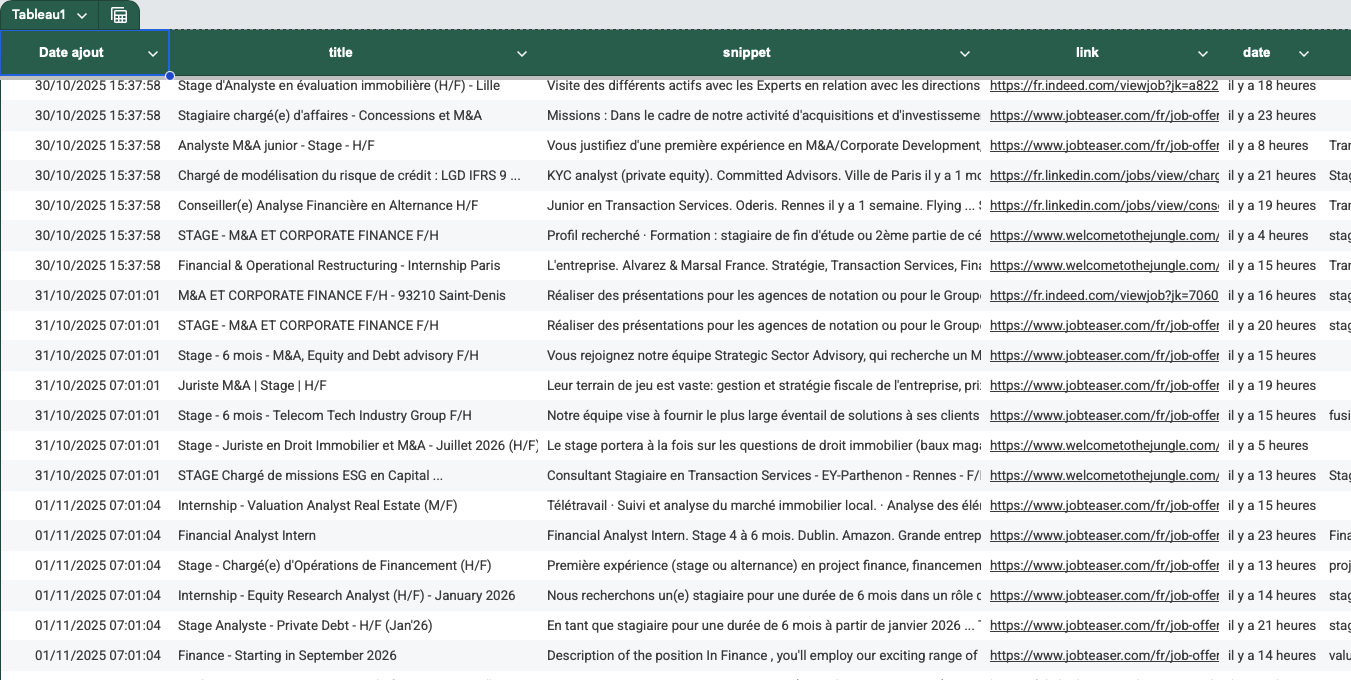 Tableau1
Date ajout title snippet link date
30/10/2025 15:37:58 Stage d'Analyste en évaluation immobilière (H/F) - Lille Visite des différents actifs avec les Experts en relation avec les directions https://fr.indeed.com/viewjob?jk=a822 il y a 18 heures
30/10/2025 15:37:58 Stagiaire chargé(e) d'affaires - Concessions et M&A Missions : Dans le cadre de notre activité d'acquisitions et d'investisseme https://www.jobteaser.com/fr/job-offer il y a 23 heures
30/10/2025 15:37:58 Analyste M&A junior - Stage - H/F Vous justifiez d'une première expérience en M&A/Corporate Development, https://www.jobteaser.com/fr/job-offer il y a 8 heures Tran
30/10/2025 15:37:58 Chargé de modélisation du risque de crédit : LGD IFRS 9 ... KYC analyst (private equity). Committed Advisors. Ville de Paris il y a 1 mo https://fr.linkedin.com/jobs/view/charg il y a 21 heures Stag
30/10/2025 15:37:58 Conseiller(e) Analyse Financière en Alternance H/F Junior en Transaction Services. Oderis. Rennes il y a 1 semaine. Flying ... https://fr.linkedin.com/jobs/view/cons il y a 19 heures Tran
30/10/2025 15:37:58 STAGE - M&A ET CORPORATE FINANCE F/H Profil recherché · Formation : stagiaire de fin d'étude ou 2ème partie de cé https://www.welcometothejungle.com/ il y a 4 heures stag
30/10/2025 15:37:58 Financial & Operational Restructuring - Internship Paris L'entreprise. Alvarez & Marsal France. Stratégie, Transaction Services, Fina https://www.welcometothejungle.com/ il y a 15 heures Tran
31/10/2025 07:01:01 M&A ET CORPORATE FINANCE F/H - 93210 Saint-Denis Réaliser des présentations pour les agences de notation ou pour le Groupe https://fr.indeed.com/viewjob?jk=7060 il y a 16 heures stag
31/10/2025 07:01:01 STAGE - M&A ET CORPORATE FINANCE F/H Réaliser des présentations pour les agences de notation ou pour le Groupe https://www.jobteaser.com/fr/job-offer il y a 20 heures stag
31/10/2025 07:01:01 Stage - 6 mois - M&A, Equity and Debt advisory F/H Vous rejoignez notre équipe Strategic Sector Advisory, qui recherche un M https://www.jobteaser.com/fr/job-offer il y a 15 heures
31/10/2025 07:01:01 Juriste M&A | Stage | H/F Leur terrain de jeu est vaste: gestion et stratégie fiscale de l'entreprise, pri https://www.jobteaser.com/fr/job-offer il y a 19 heures
31/10/2025 07:01:01 Stage - 6 mois - Telecom Tech Industry Group F/H Notre équipe vise à fournir le plus large éventail de solutions à ses clients https://www.jobteaser.com/fr/job-offer il y a 15 heures fusi
31/10/2025 07:01:01 Stage - Juriste en Droit Immobilier et M&A - Juillet 2026 (H/F) Le stage portera à la fois sur les questions de droit immobilier (baux maga https://www.welcometothejungle.com/ il y a 5 heures
31/10/2025 07:01:01 STAGE Chargé de missions ESG en Capital ... Consultant Stagiaire en Transaction Services - EY-Parthenon - Rennes - F/ https://www.welcometothejungle.com/ il y a 13 heures Stag
01/11/2025 07:01:04 Internship - Valuation Analyst Real Estate (M/F) Télétravail · Suivi et analyse du marché immobilier local. · Analyse des élé https://www.jobteaser.com/fr/job-offer il y a 15 heures
01/11/2025 07:01:04 Financial Analyst Intern Financial Analyst Intern. Stage 4 à 6 mois. Dublin. Amazon. Grande entrep https://www.jobteaser.com/fr/job-offer il y a 23 heures Fina
01/11/2025 07:01:04 Stage - Chargé(e) d'Opérations de Financement (H/F) Première expérience (stage ou alternance) en project finance, financemen https://www.jobteaser.com/fr/job-offer il y a 13 heures proj
01/11/2025 07:01:04 Internship - Equity Research Analyst (H/F) - January 2026 Nous recherchons un(e) stagiaire pour une durée de 6 mois dans un rôle c https://www.jobteaser.com/fr/job-offer il y a 14 heures stag
01/11/2025 07:01:04 Stage Analyste - Private Debt - H/F (Jan'26) En tant que stagiaire pour une durée de 6 mois à partir de janvier 2026 ... https://www.jobteaser.com/fr/job-offer il y a 21 heures stag
01/11/2025 07:01:04 Finance - Starting in September 2026 Description of the position In Finance , you'll employ our exciting range of https://www.jobteaser.com/fr/job-offer il y a 14 heures valu